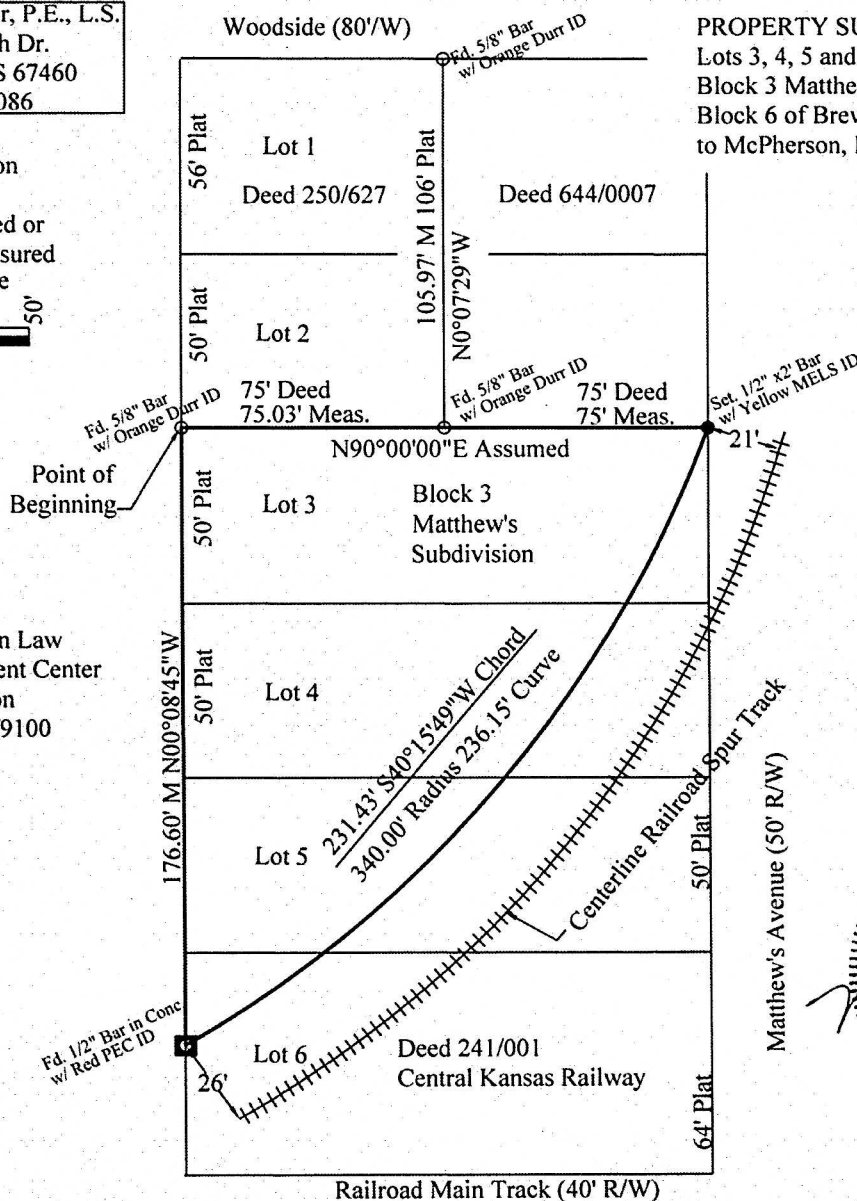 r, P.E., L.S.
h Dr.
S 67460
086
Woodside (80'/W)
Fd. 5/8" Bar
w/ Orange Durr ID
PROPERTY SU
Lots 3, 4, 5 and
Block 3 Matthe
Block 6 of Brew
to McPherson,
on
ed or
sured
e
50'
56' Plat
Lot 1
Deed 250/627
105.97' M 106' Plat
N0°07'29"W
Deed 644/0007
50' Plat
Lot 2
Fd. 5/8" Bar
w/ Orange Durr ID
75' Deed
75.03' Meas.
Fd. 5/8" Bar
w/ Orange Durr ID
75' Deed
75' Meas.
Set. 1/2" x2' Bar
w/ Yellow MELS ID
21'
N90°00'00"E Assumed
Point of
Beginning
50' Plat
Lot 3
Block 3
Matthew's
Subdivision
n Law
ent Center
on
/9100
176.60' M N00°08'45"W
50' Plat
Lot 4
231.43' S40°15'49"W Chord
340.00' Radius 236.15' Curve
Centerline Railroad Spur Track
Lot 5
50' Plat
Matthew's Avenue (50' R/W)
Fd. 1/2" Bar in Conc
w/ Red PEC ID
26'
Lot 6
Deed 241/001
Central Kansas Railway
64' Plat
Railroad Main Track (40' R/W)